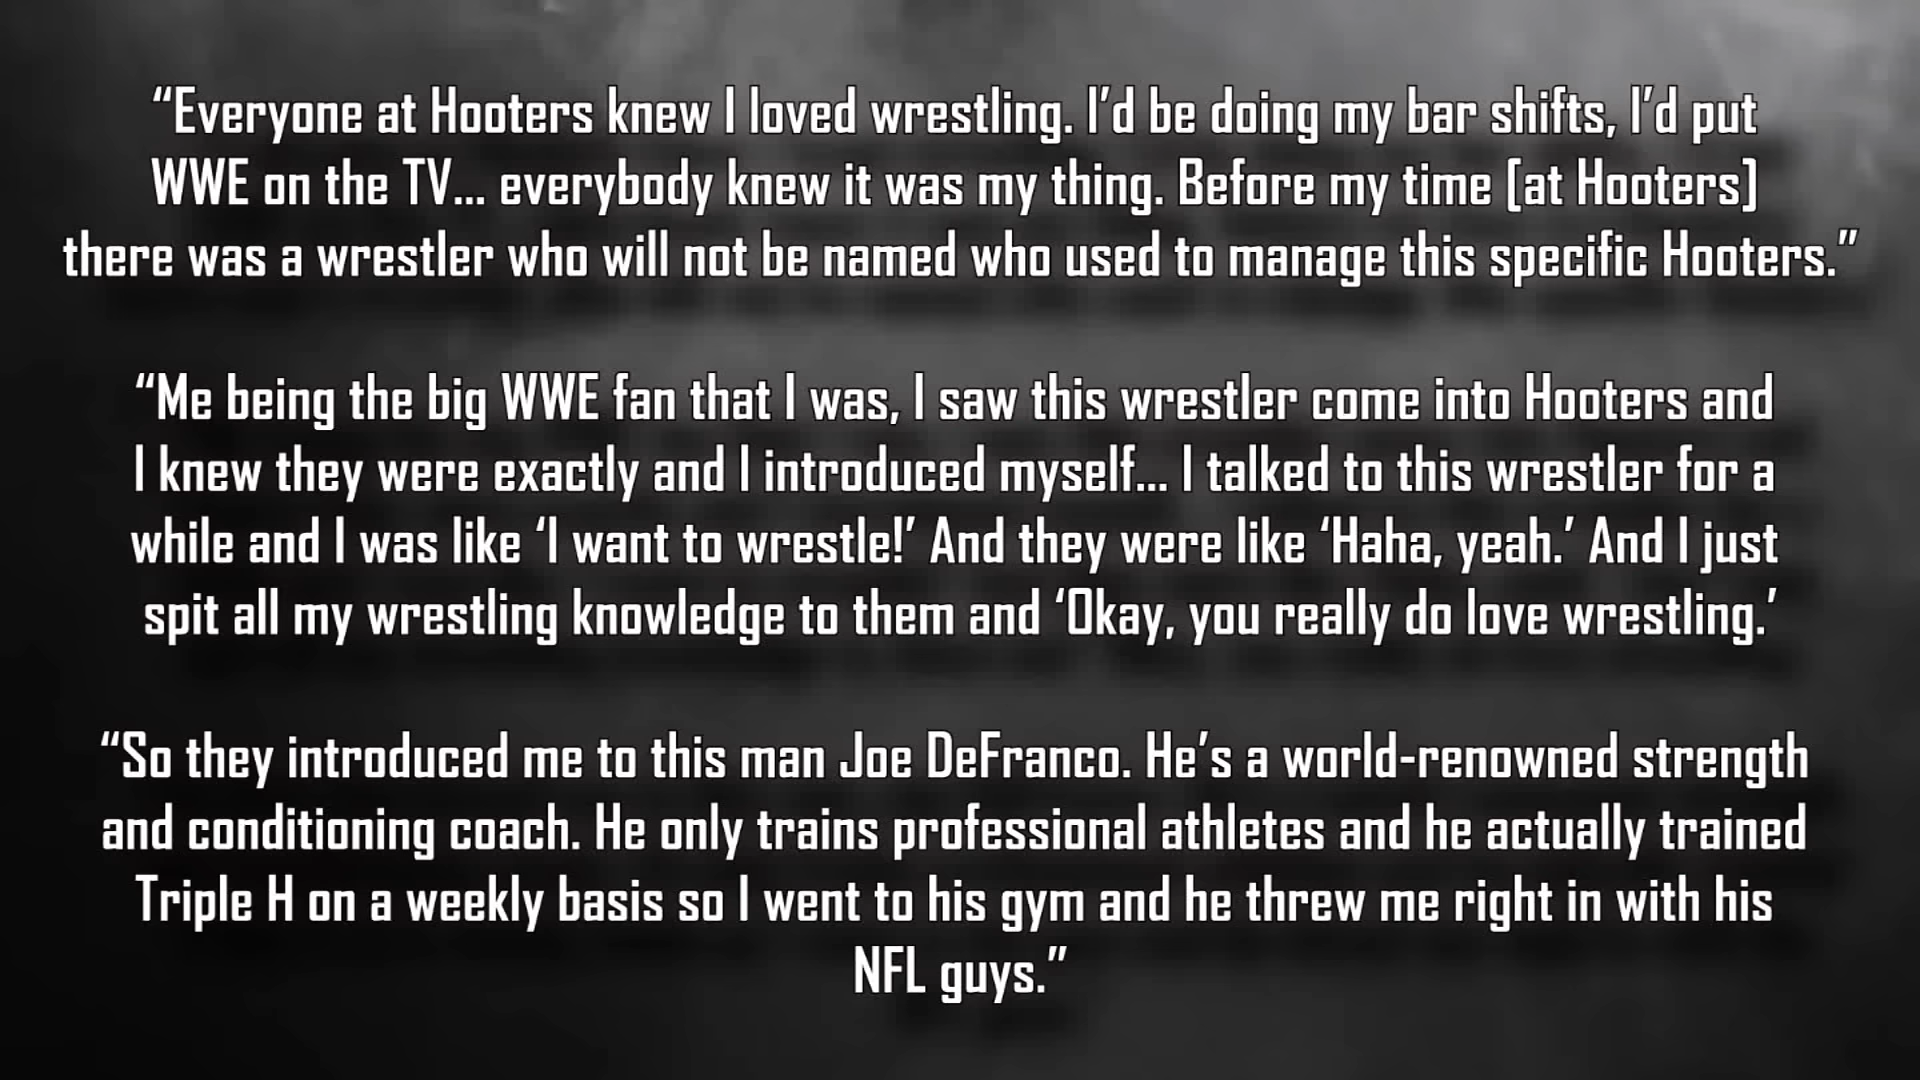 “Everyone at Hooters knew I loved wrestling. I’d be doing my bar shifts, I’d put
WWE on the TV... everybody knew it was my thing. Before my time [at Hooters]
there was a wrestler who will not be named who used to manage this specific Hooters.”
“Me being the big WWE fan that I was, I saw this wrestler come into Hooters and
I knew they were exactly and I introduced myself... I talked to this wrestler for a
while and I was like ‘I want to wrestle!’ And they were like ‘Haha, yeah.’ And I just
spit all my wrestling knowledge to them and ‘Okay, you really do love wrestling.’
“So they introduced me to this man Joe DeFranco. He’s a world-renowned strength
and conditioning coach. He only trains professional athletes and he actually trained
Triple H on a weekly basis so I went to his gym and he threw me right in with his
NFL guys.”